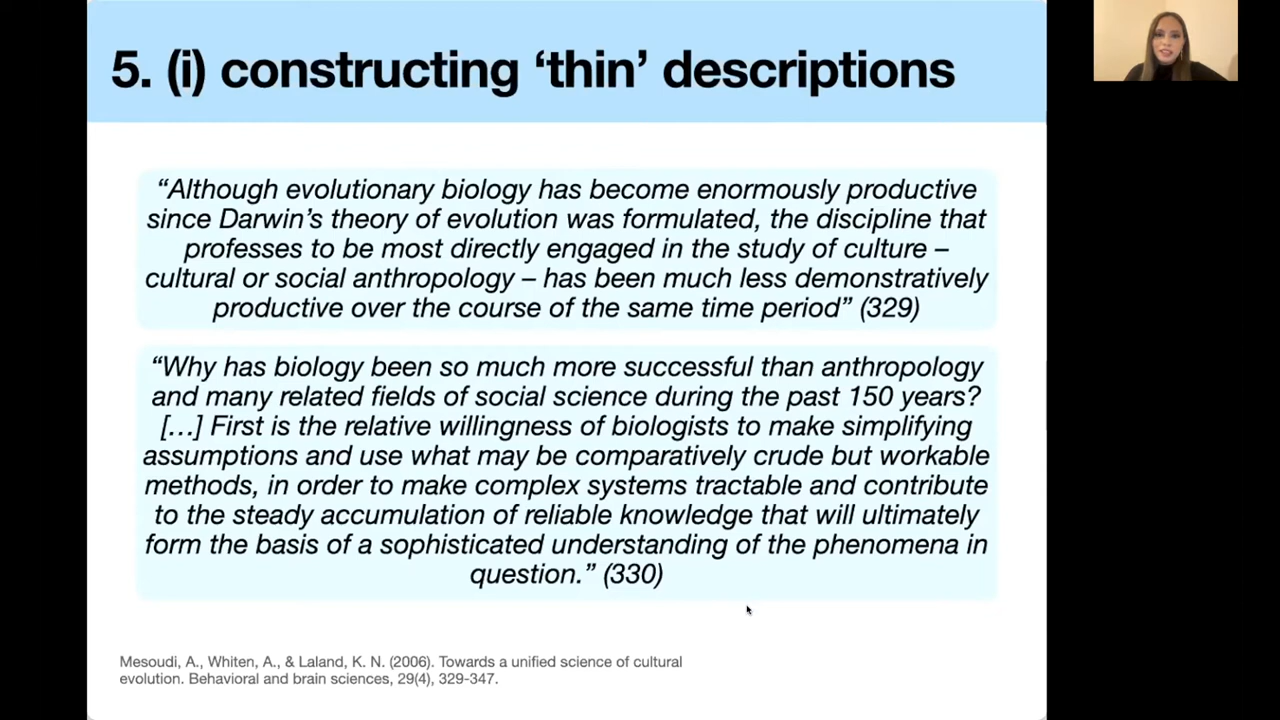 5. (i) constructing ‘thin’ descriptions
“Although evolutionary biology has become enormously productive
since Darwin’s theory of evolution was formulated, the discipline that
professes to be most directly engaged in the study of culture –
cultural or social anthropology – has been much less demonstratively
productive over the course of the same time period” (329)
“Why has biology been so much more successful than anthropology
and many related fields of social science during the past 150 years?
[…] First is the relative willingness of biologists to make simplifying
assumptions and use what may be comparatively crude but workable
methods, in order to make complex systems tractable and contribute
to the steady accumulation of reliable knowledge that will ultimately
form the basis of a sophisticated understanding of the phenomena in
question.” (330)
Mesoudi, A., Whiten, A., & Laland, K. N. (2006). Towards a unified science of cultural
evolution. Behavioral and brain sciences, 29(4), 329-347.